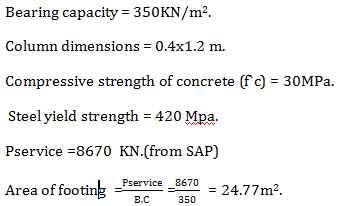 Bearing capacity = 350KN/m².
Column dimensions = 0.4x1.2 m.
Compressive strength of concrete (f'c) = 30MPa.
Steel yield strength = 420 Mpa.
Pservice =8670 KN.(from SAP)
Area of footing =Pservice/B.C =8670/350 = 24.77m².